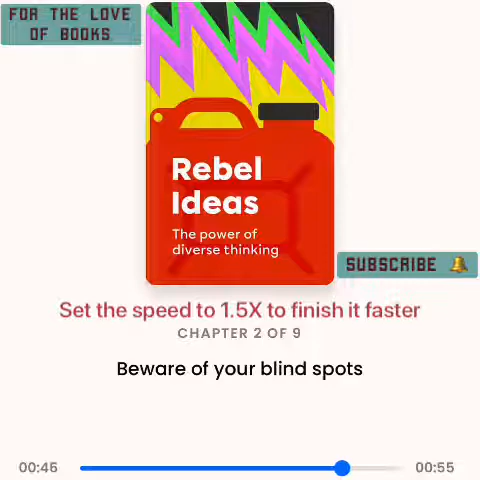 FOR THE LOVE
OF BOOKS
Rebel
Ideas
The power of
diverse thinking
SUBSCRIBE
Set the speed to 1.5X to finish it faster
CHAPTER 2 OF 9
Beware of your blind spots
00:45
00:55